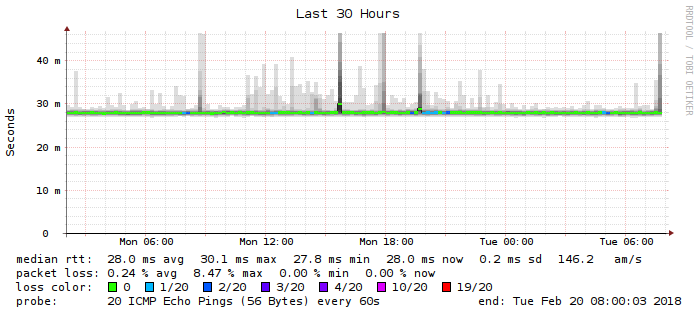 Last 30 Hours
RRDTOOL / TOBI OETIKER
Seconds
40 m
30 m
20 m
10 m
0
Mon 06:00 Mon 12:00 Mon 18:00 Tue 00:00 Tue 06:00
median rtt: 28.0 ms avg 30.1 ms max 27.8 ms min 28.0 ms now 0.2 ms sd 146.2 am/s
packet loss: 0.24 % avg 8.47 % max 0.00 % min 0.00 % now
loss color: 0 1/20 2/20 3/20 4/20 10/20 19/20
probe: 20 ICMP Echo Pings (56 Bytes) every 60s end: Tue Feb 20 08:00:03 2018